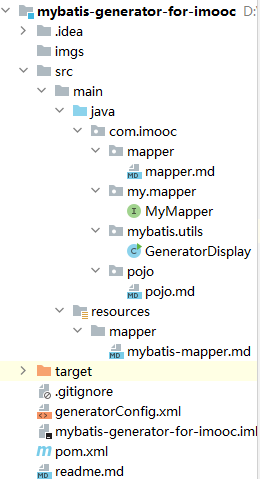 mybatis-generator-for-imooc D:
.idea
imgs
src
main
java
com.imooc
mapper
mapper.md
my.mapper
MyMapper
mybatis.utils
GeneratorDisplay
pojo
pojo.md
resources
mapper
mybatis-mapper.md
target
.gitignore
generatorConfig.xml
mybatis-generator-for-imooc.iml
pom.xml
readme.md